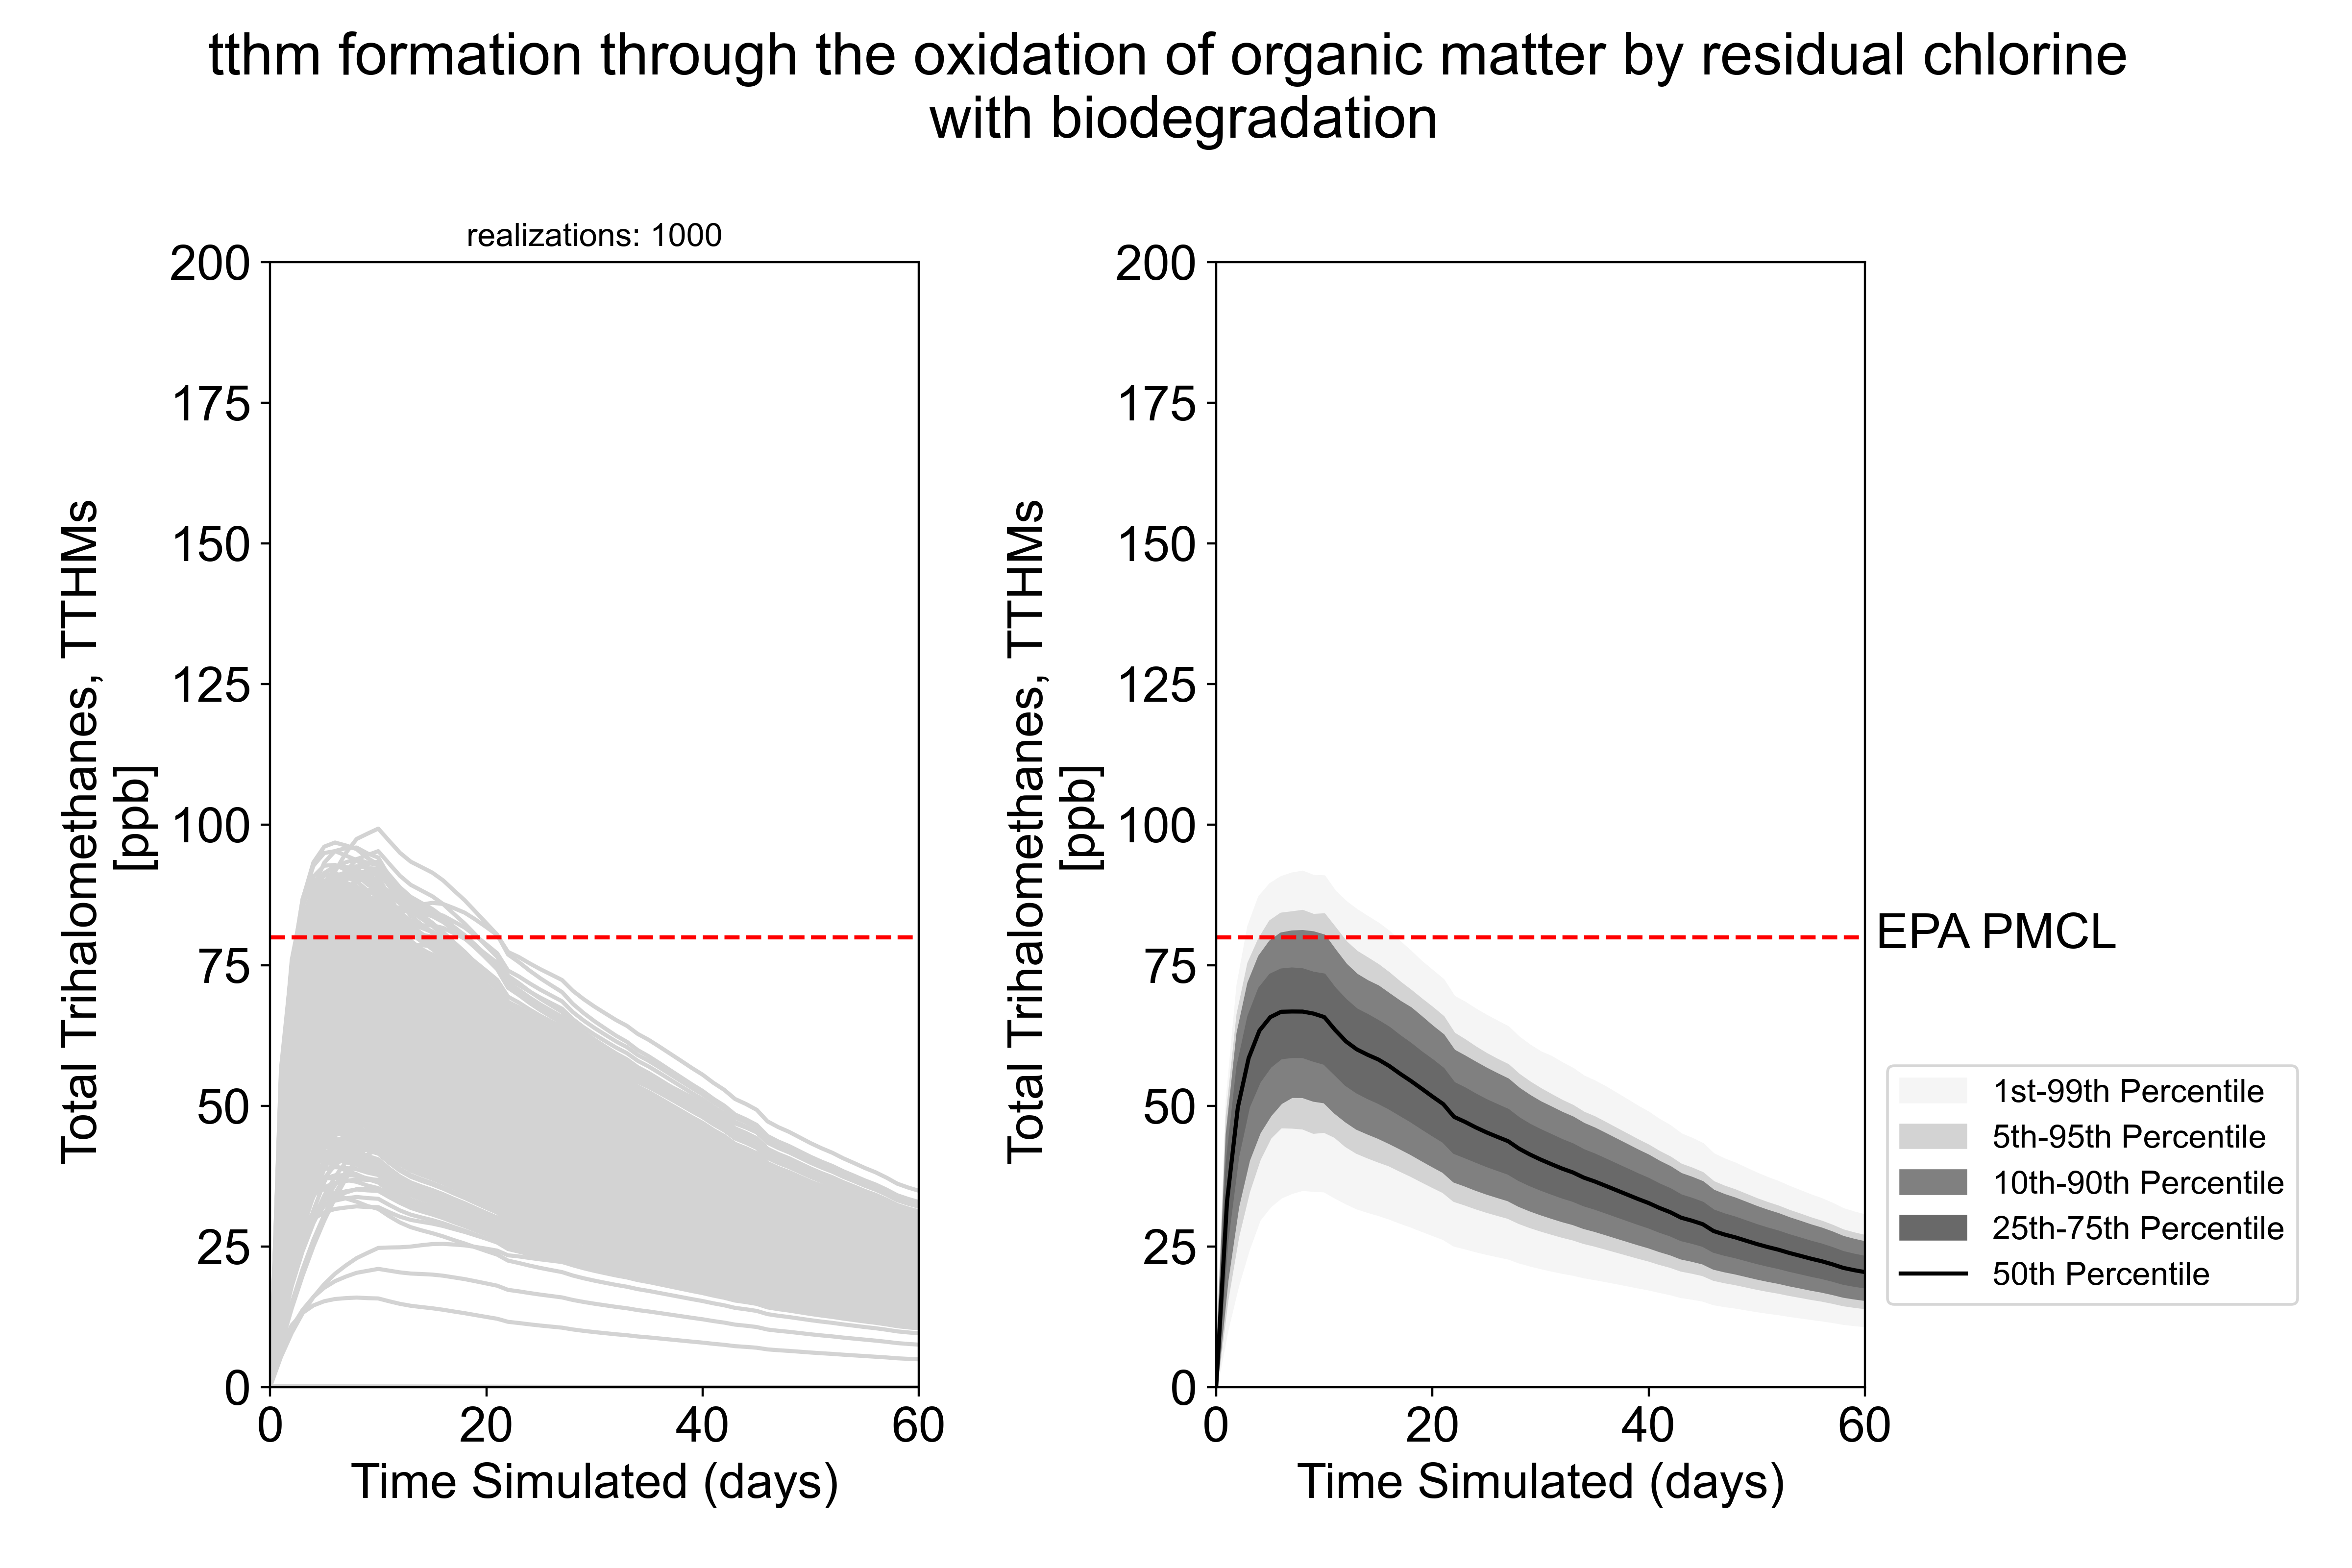 tthm formation through the oxidation of organic matter by residual chlorine
with biodegradation
realizations: 1000
Total Trihalomethanes, TTHMs
[ppb]
200
175
150
125
100
75
50
25
0
0 20 40 60
Time Simulated (days)
Total Trihalomethanes, TTHMs
[ppb]
200
175
150
125
100
75
50
25
0
0 20 40 60
Time Simulated (days)
EPA PMCL
1st-99th Percentile
5th-95th Percentile
10th-90th Percentile
25th-75th Percentile
50th Percentile